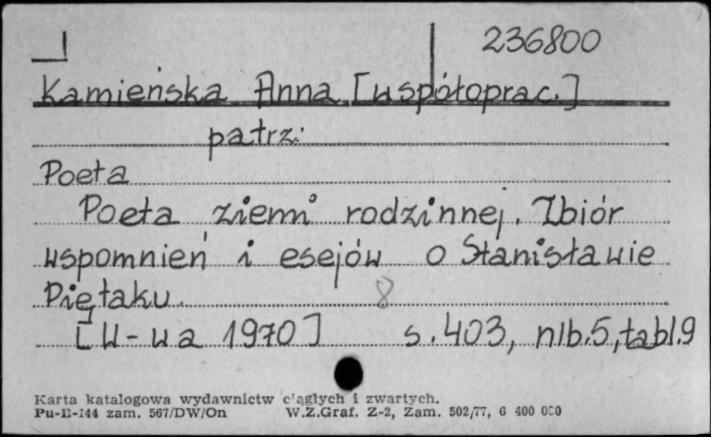 236800
Kamieńska Anna [współoprac.]
patrz:
Poeta
Poeta ziemi rodzinnej. Zbiór
wspomnień i esejów o Stanisławie
Piętaku. 8
[W-wa 1970] s. 403, nlb. 5, tabl. 9
Karta katalogowa wydawnictw ciągłych i zwartych.
Pu-E-144 zam. 567/DW/On W.Z.Graf. Z-2, Zam. 502/77, 6 400 000